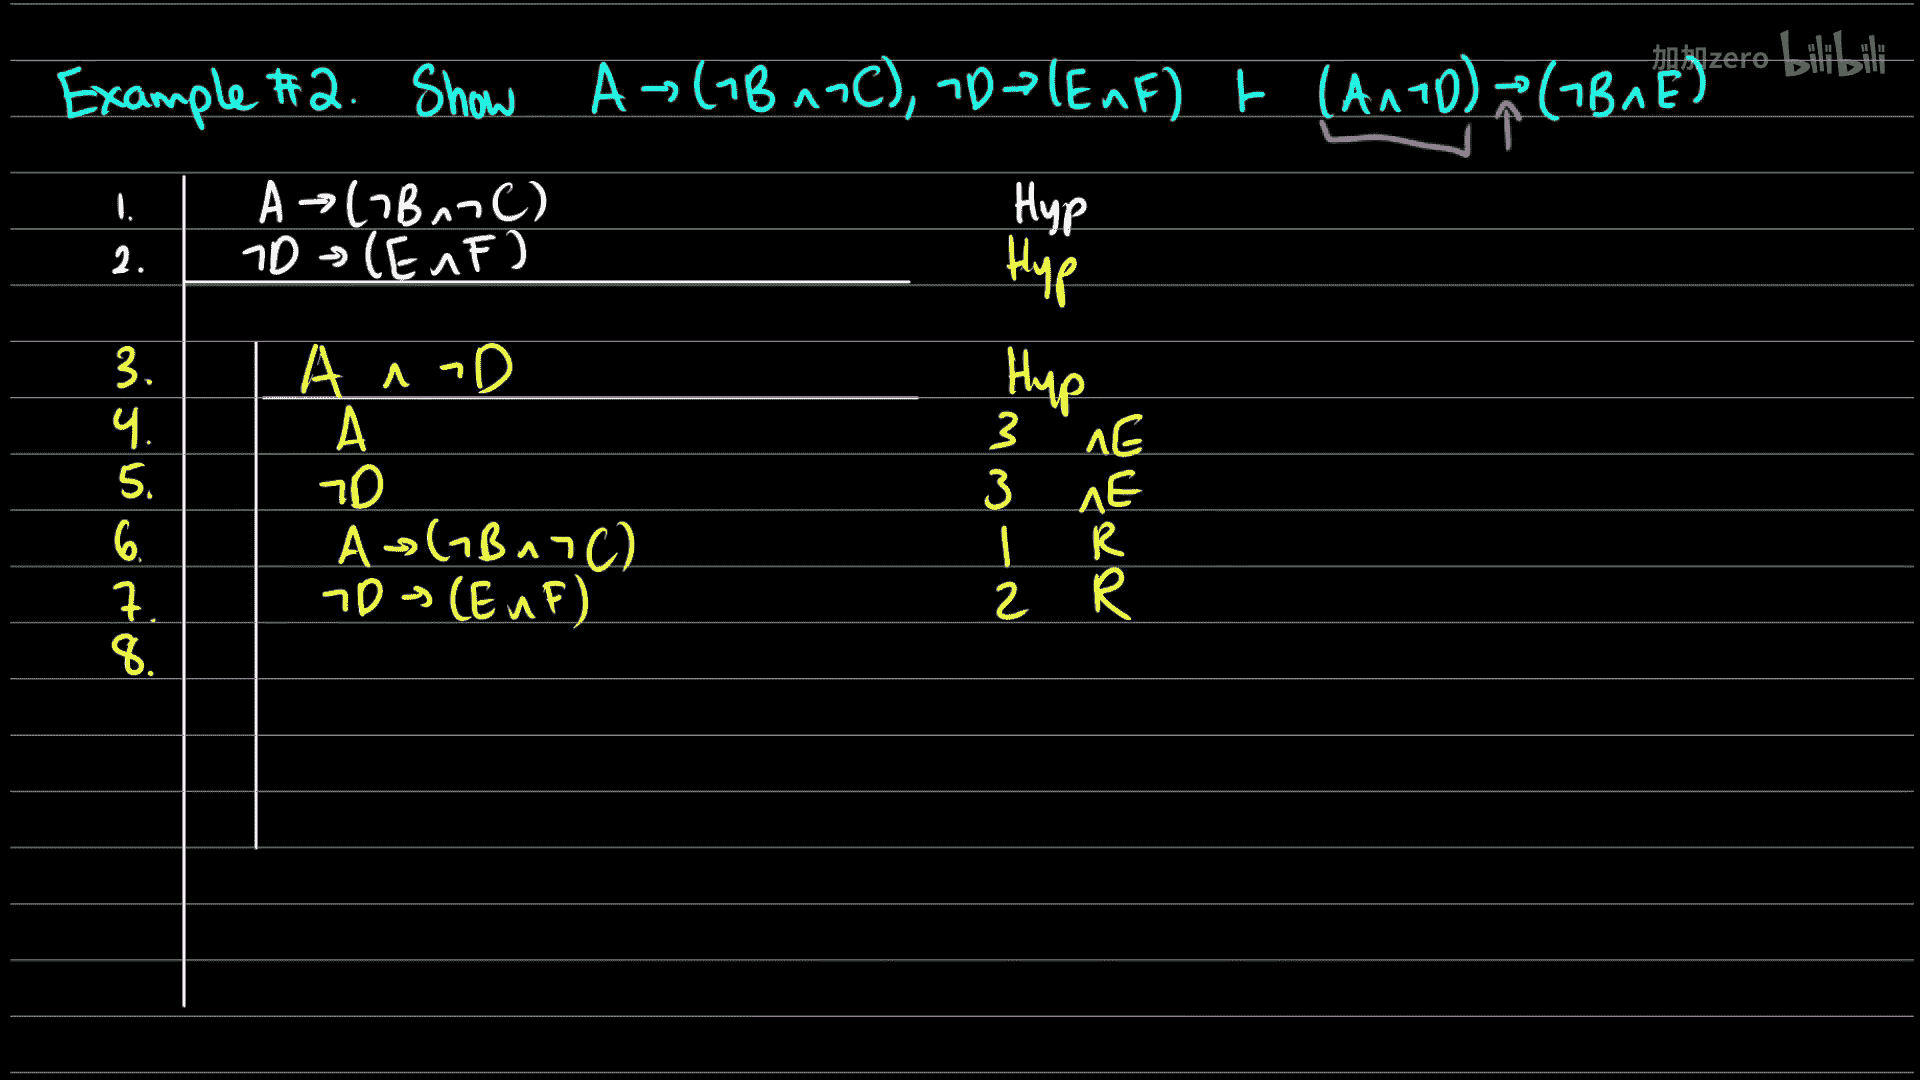 加加zero bilibili
Example #2. Show A → (¬B ∧ ¬C), ¬D → (E ∧ F) ⊢ (A ∧ ¬D) → (¬B ∧ E)
1. A → (¬B ∧ ¬C) Hyp
2. ¬D → (E ∧ F) Hyp
3. A ∧ ¬D Hyp
4. A 3 ∧E
5. ¬D 3 ∧E
6. A → (¬B ∧ ¬C) 1 R
7. ¬D → (E ∧ F) 2 R
8.